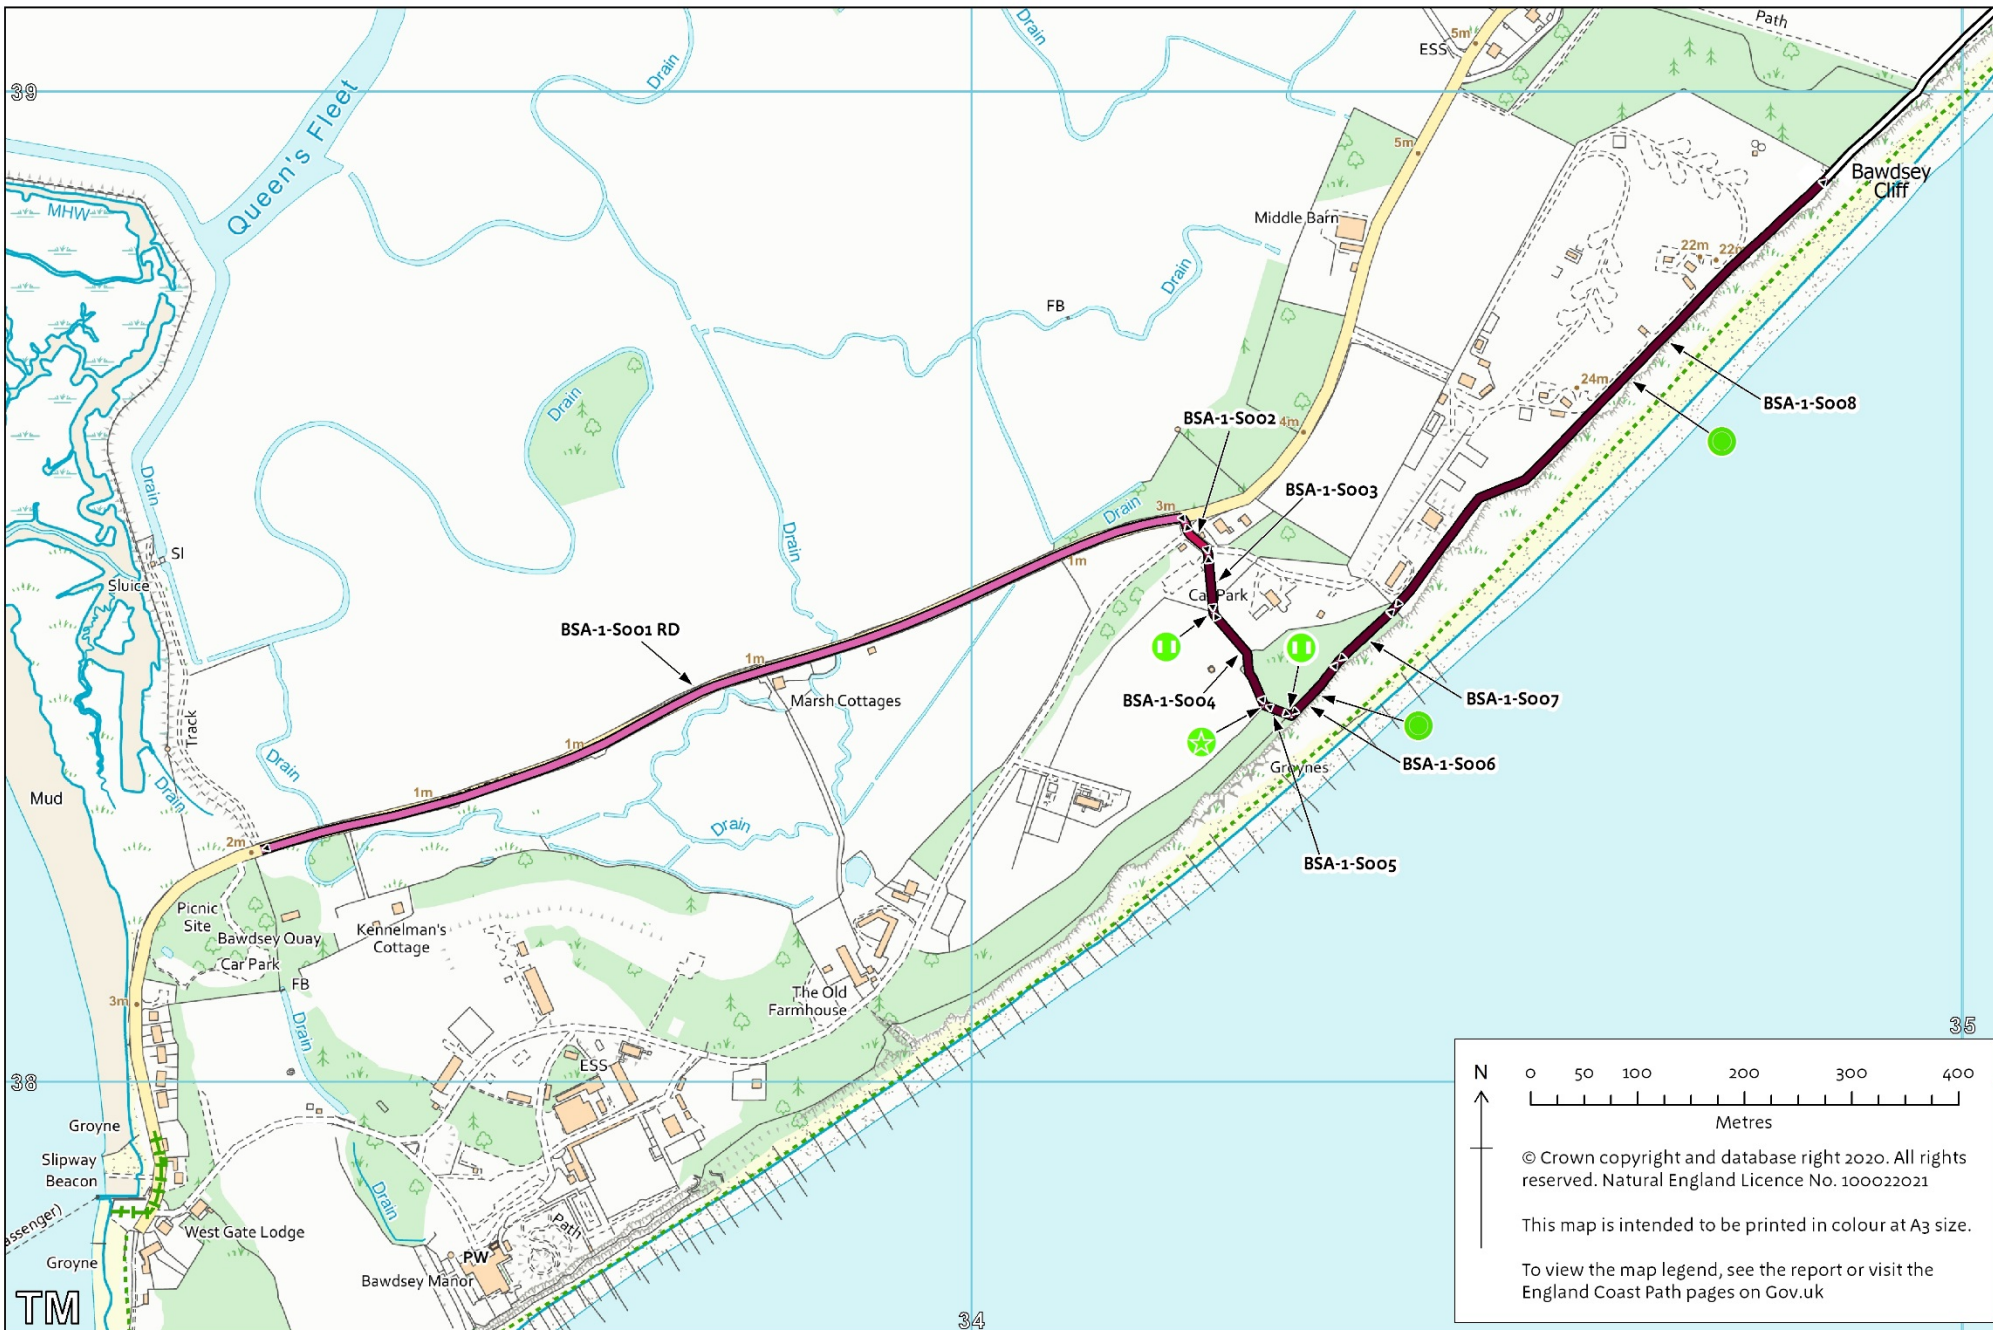 Path
5m
ESS
Drain
Drain
39
Queen's Fleet
5m
Bawdsey
Cliff
MHW
Middle Barn
22m
22m
Drain
FB
24m
Drain
BSA-1-S008
BSA-1-S002
4m
BSA-1-S003
Drain
3m
Drain
Drain
SI
Sluice
1m
Car Park
BSA-1-S001 RD
1m
Marsh Cottages
BSA-1-S004
BSA-1-S007
Track
1m
BSA-1-S006
Groynes
Drain
Mud
Drain
1m
Drain
2m
BSA-1-S005
Picnic
Site
Bawdsey Quay
Car Park
Kennelman's
Cottage
FB
3m
The Old
Farmhouse
Drain
35
ESS
38
Groyne
Slipway
Beacon
assenger)
Drain
West Gate Lodge
Path
PW
Groyne
Bawdsey Manor
TM
34
N
0 50 100 200 300 400
Metres
© Crown copyright and database right 2020. All rights
reserved. Natural England Licence No. 100022021
This map is intended to be printed in colour at A3 size.
To view the map legend, see the report or visit the
England Coast Path pages on Gov.uk